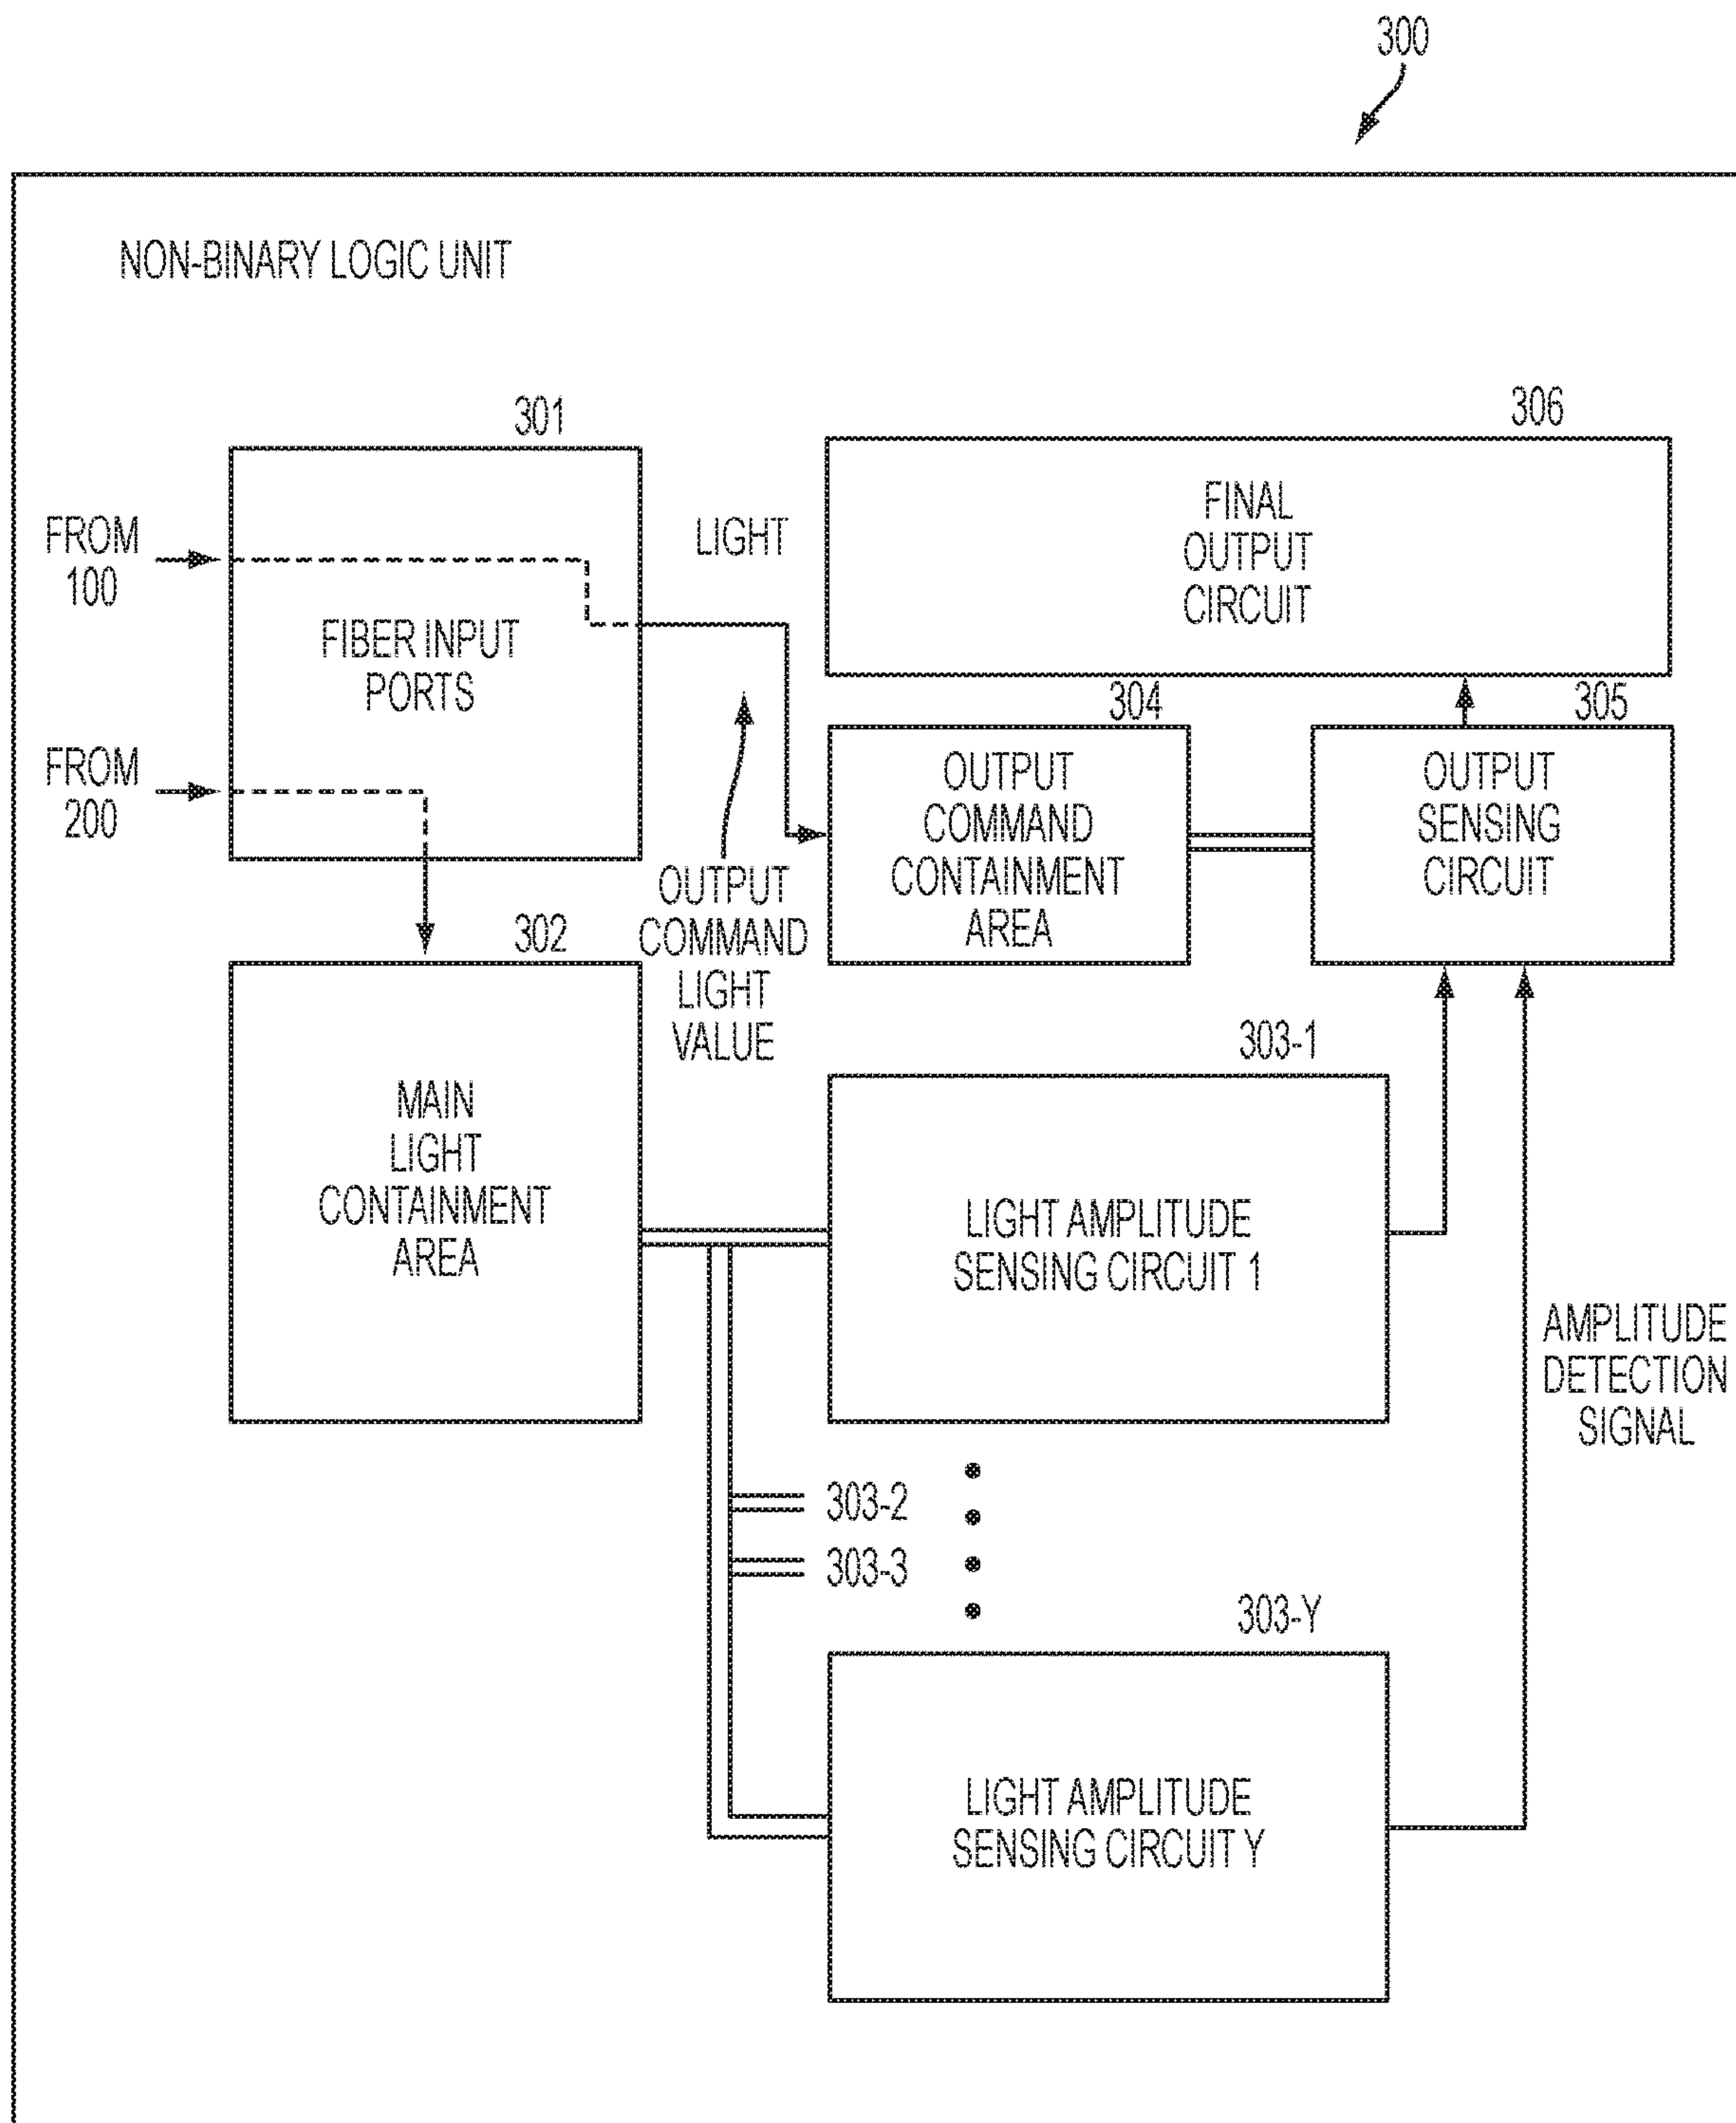 300
NON-BINARY LOGIC UNIT
301
FROM
100
FIBER INPUT
PORTS
FROM
200
LIGHT
OUTPUT
COMMAND
LIGHT
VALUE
306
FINAL
OUTPUT
CIRCUIT
304
OUTPUT
COMMAND
CONTAINMENT
AREA
305
OUTPUT
SENSING
CIRCUIT
302
MAIN
LIGHT
CONTAINMENT
AREA
303-1
LIGHT AMPLITUDE
SENSING CIRCUIT 1
AMPLITUDE
DETECTION
SIGNAL
303-2
303-3
303-Y
LIGHT AMPLITUDE
SENSING CIRCUIT Y